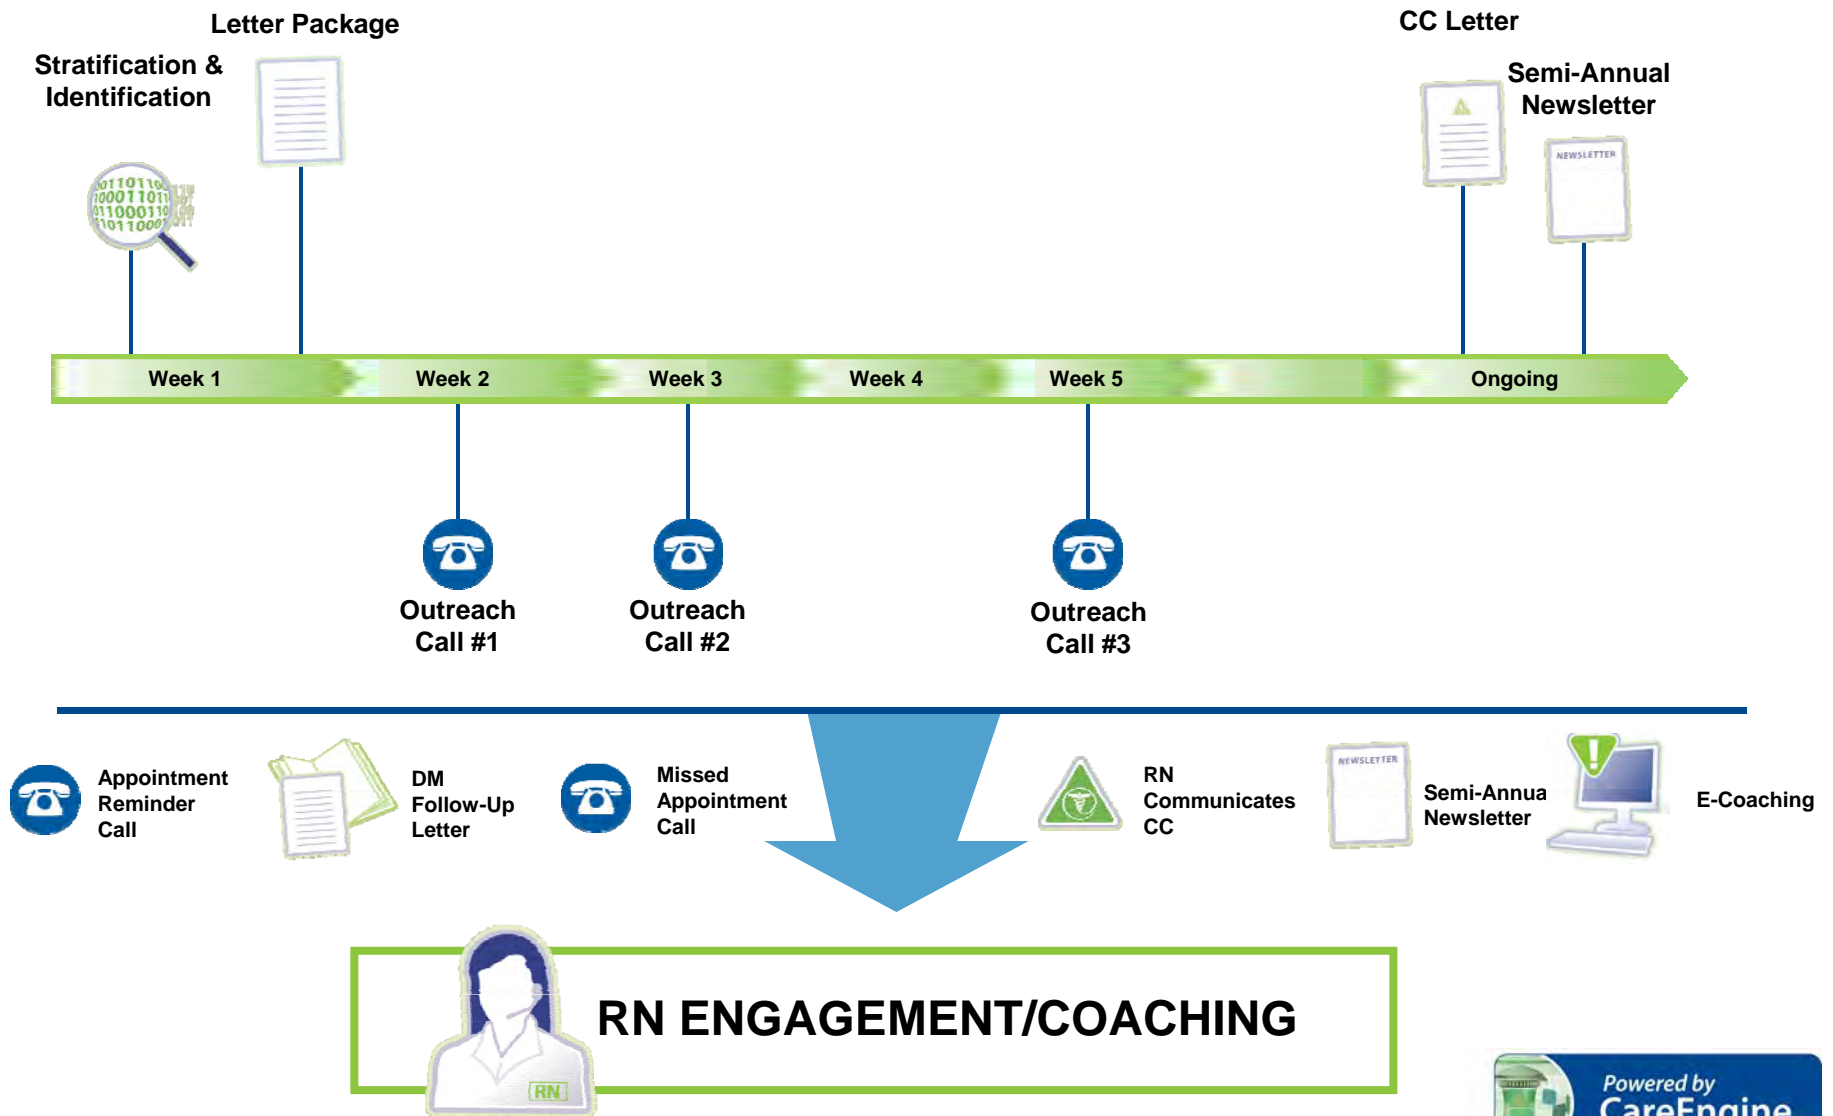 Letter Package
CC Letter
Stratification &
Identification
Semi-Annual
Newsletter
NEWSLETTER
Week 1
Week 2
Week 3
Week 4
Week 5
Ongoing
Outreach
Call #1
Outreach
Call #2
Outreach
Call #3
Appointment
Reminder
Call
DM
Follow-Up
Letter
Missed
Appointment
Call
RN
Communicates
CC
NEWSLETTER
Semi-Annua
Newsletter
E-Coaching
RN ENGAGEMENT/COACHING
RN
Powered by
CareEngine